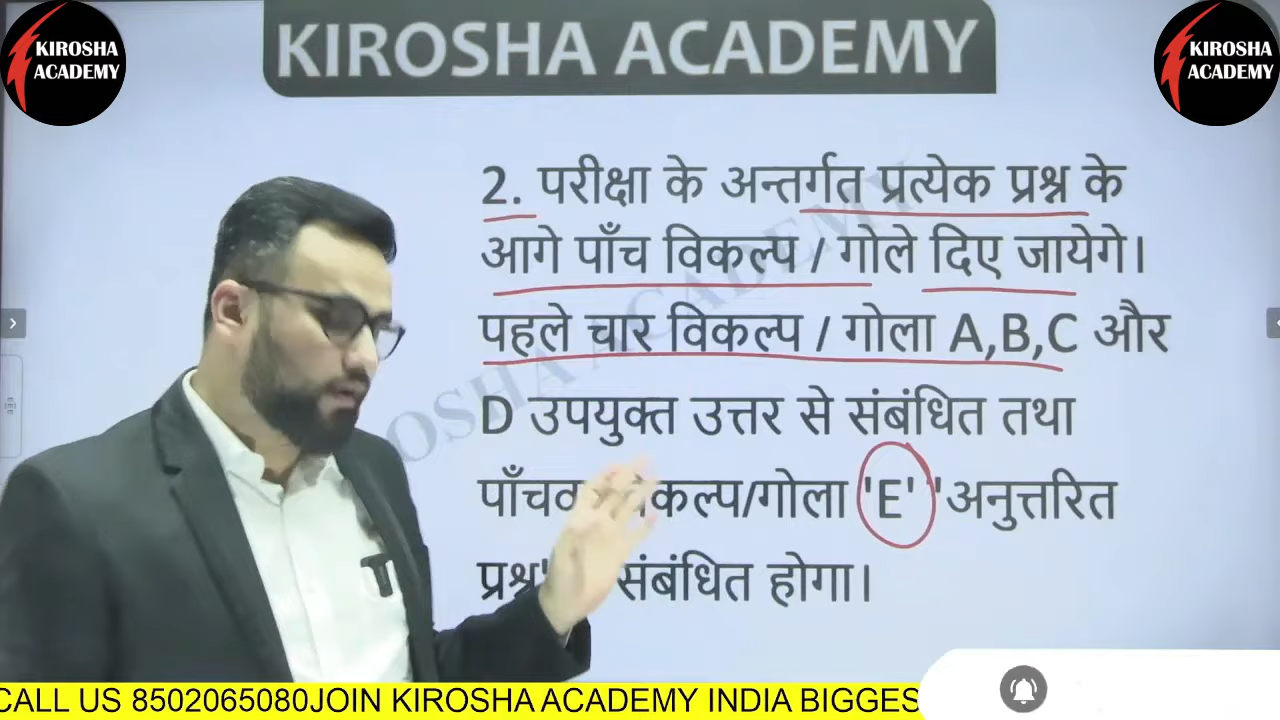 KIROSHA ACADEMY
KIROSHA
ACADEMY
KIROSHA
ACADEMY
2. परीक्षा के अन्तर्गत प्रत्येक प्रश्न के
आगे पाँच विकल्प / गोले दिए जायेगे।
पहले चार विकल्प / गोला A,B,C और
D उपयुक्त उत्तर से संबंधित तथा
विकल्प/गोला 'E' 'अनुत्तरित
प्रश्न' संबंधित होगा।
CALL US 8502065080JOIN KIROSHA ACADEMY INDIA BIGGES